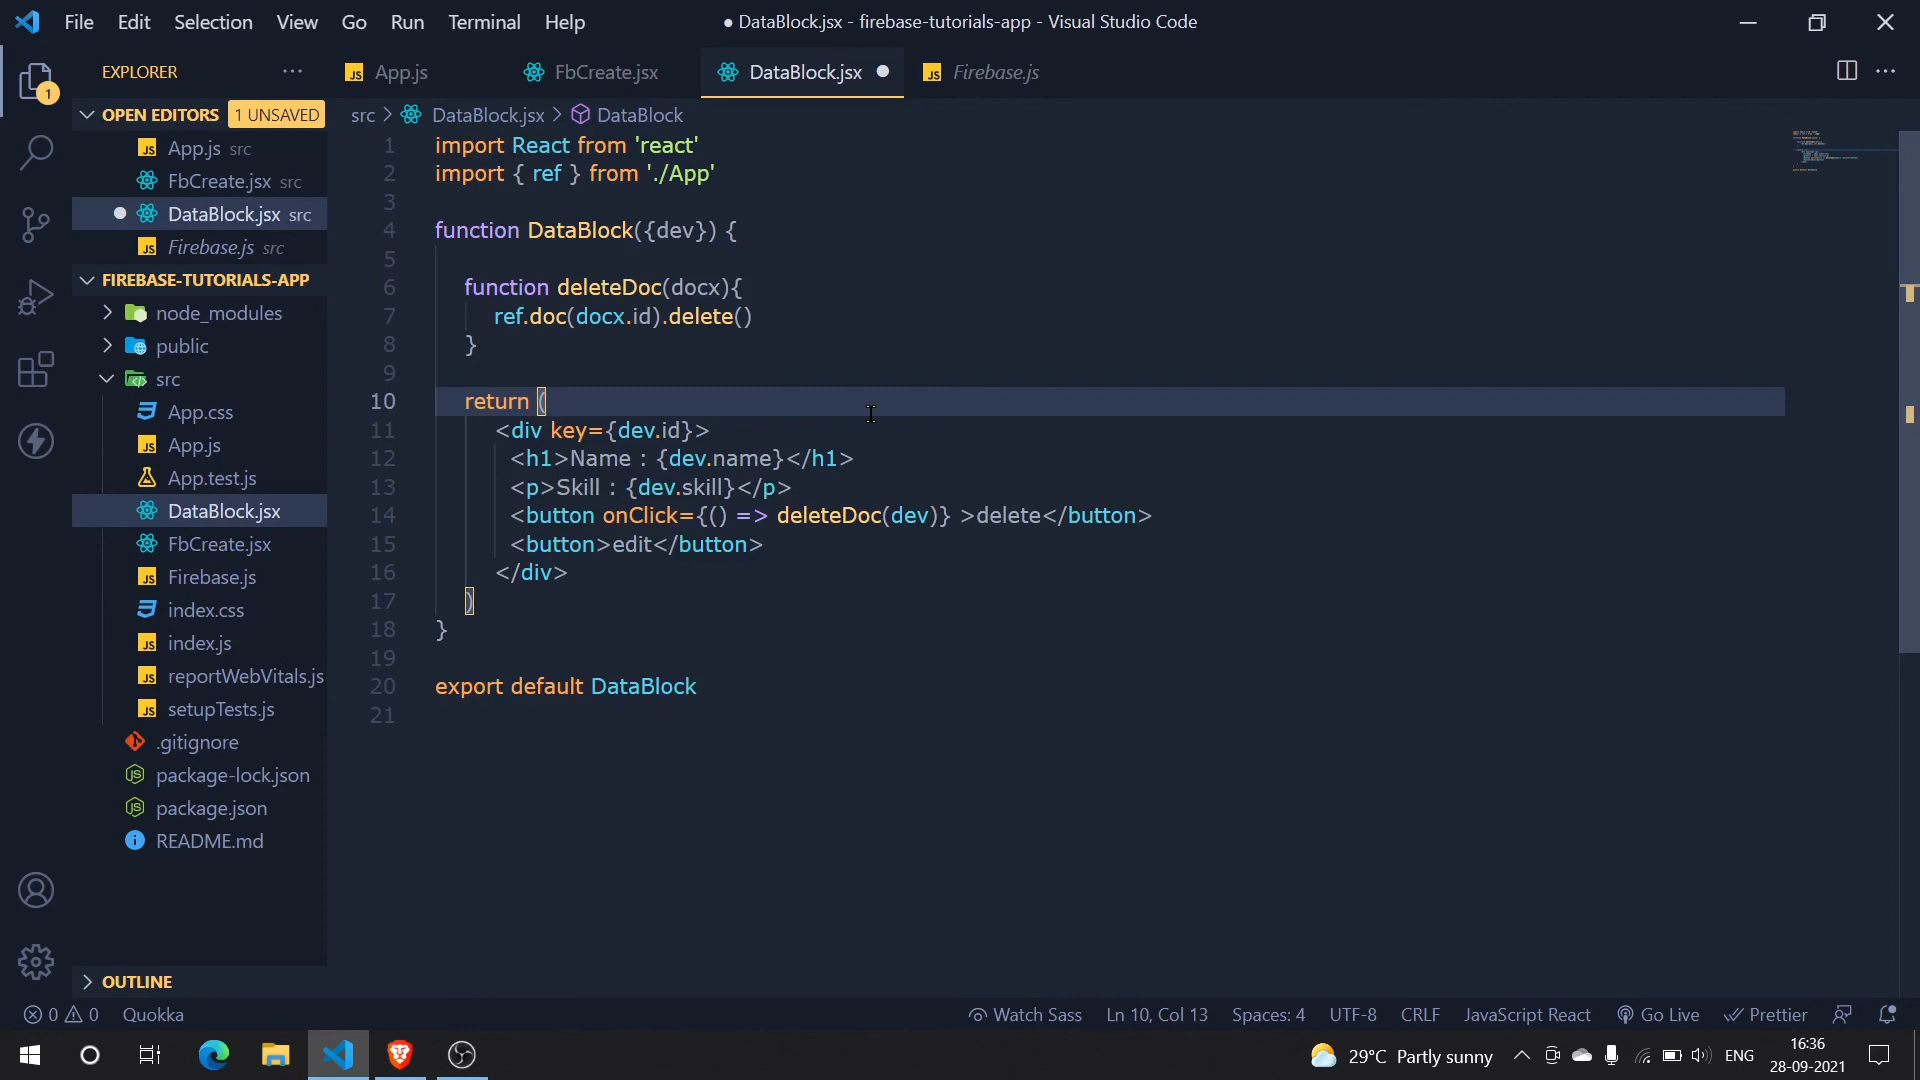 File Edit Selection View Go Run Terminal Help
● DataBlock.jsx - firebase-tutorials-app - Visual Studio Code
EXPLORER
App.js
FbCreate.jsx
DataBlock.jsx
Firebase.js
1
OPEN EDITORS 1 UNSAVED
App.js src
FbCreate.jsx src
DataBlock.jsx src
Firebase.js src
FIREBASE-TUTORIALS-APP
node_modules
public
src
App.css
App.js
App.test.js
DataBlock.jsx
FbCreate.jsx
Firebase.js
index.css
index.js
reportWebVitals.js
setupTests.js
.gitignore
package-lock.json
package.json
README.md
OUTLINE
src > DataBlock.jsx > DataBlock
1 import React from 'react'
2 import { ref } from './App'
3
4 function DataBlock({dev}) {
5
6 function deleteDoc(docx){
7 ref.doc(docx.id).delete()
8 }
9
10 return (
11 <div key={dev.id}>
12 <h1>Name : {dev.name}</h1>
13 <p>Skill : {dev.skill}</p>
14 <button onClick={() => deleteDoc(dev)} >delete</button>
15 <button>edit</button>
16 </div>
17 )
18 }
19
20 export default DataBlock
21
0 0 Quokka
Watch Sass Ln 10, Col 13 Spaces: 4 UTF-8 CRLF JavaScript React Go Live Prettier
29°C Partly sunny ENG
16:36
28-09-2021